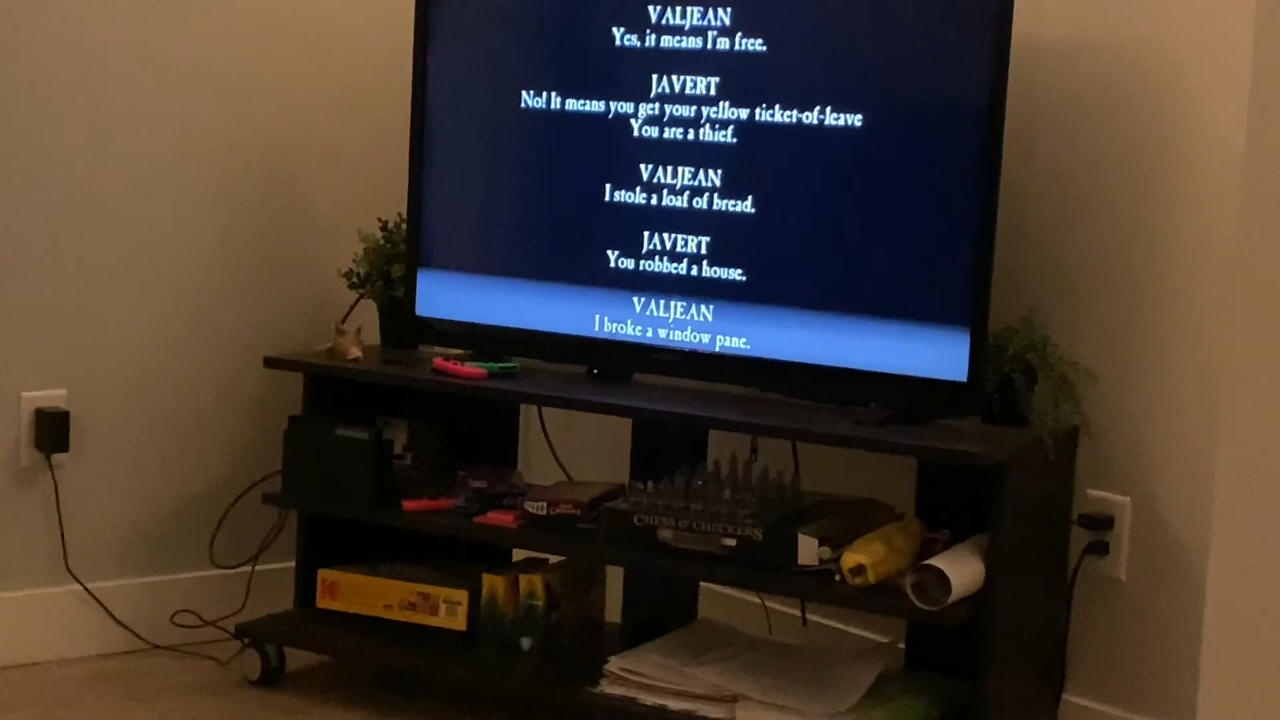 VALJEAN
Yes, it means I'm free.
JAVERT
No! It means you get your yellow ticket-of-leave
You are a thief.
VALJEAN
I stole a loaf of bread.
JAVERT
You robbed a house.
VALJEAN
I broke a window pane.
CHESS & CHECKERS